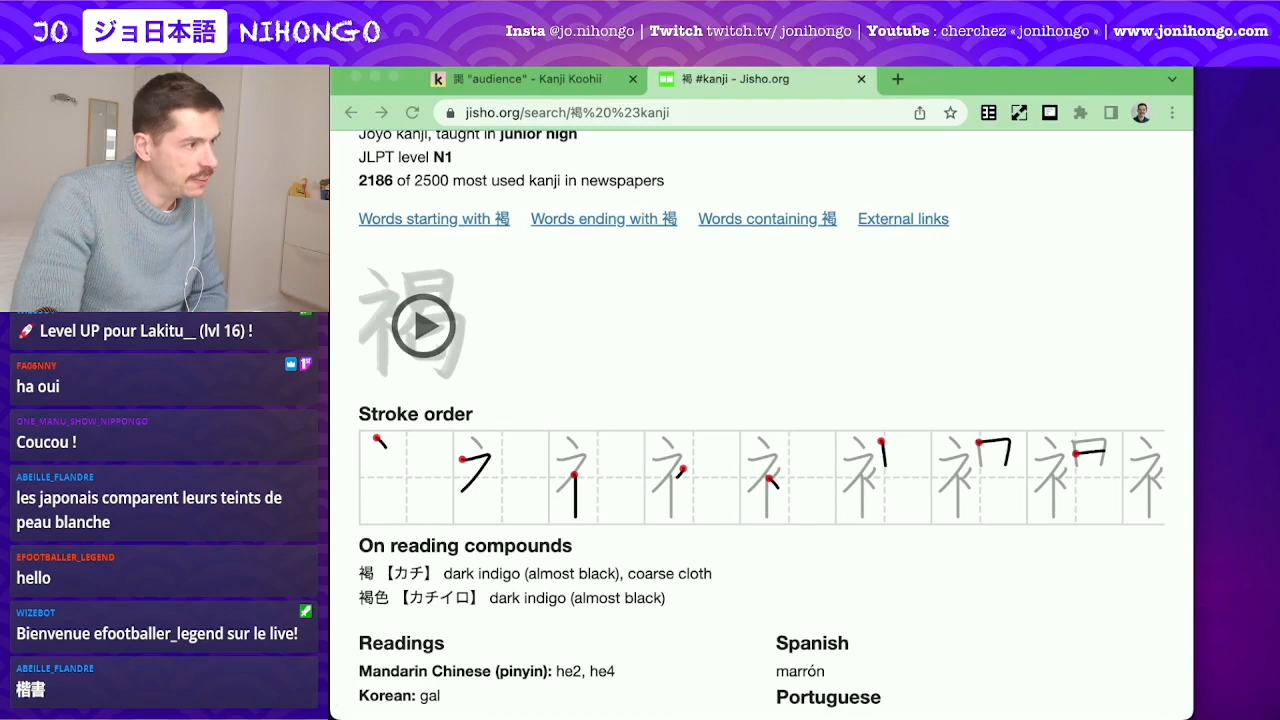 JO ジョ日本語 NIHONGO
Insta @jo.nihongo | Twitch twitch.tv/ jonihongo | Youtube : cherchez « jonihongo » | www.jonihongo.com
"audience" - Kanji Koohii
褐 #kanji - Jisho.org
jisho.org/search/褐%20%23kanji
Joyo kanji, taught in junior high
JLPT level N1
2186 of 2500 most used kanji in newspapers
Words starting with 褐 Words ending with 褐 Words containing 褐 External links
褐
Stroke order
On reading compounds
褐 【カチ】 dark indigo (almost black), coarse cloth
褐色 【カチイロ】 dark indigo (almost black)
Readings
Mandarin Chinese (pinyin): he2, he4
Korean: gal
Spanish
marrón
Portuguese
🚀 Level UP pour Lakitu__ (lvl 16) !
FA06NNY
ha oui
ONE_MANU_SHOW_NIPPONGO
Coucou !
ABEILLE_FLANDRE
les japonais comparent leurs teints de
peau blanche
EFOOTBALLER_LEGEND
hello
WIZEBOT
Bienvenue efootballer_legend sur le live!
ABEILLE_FLANDRE
楷書